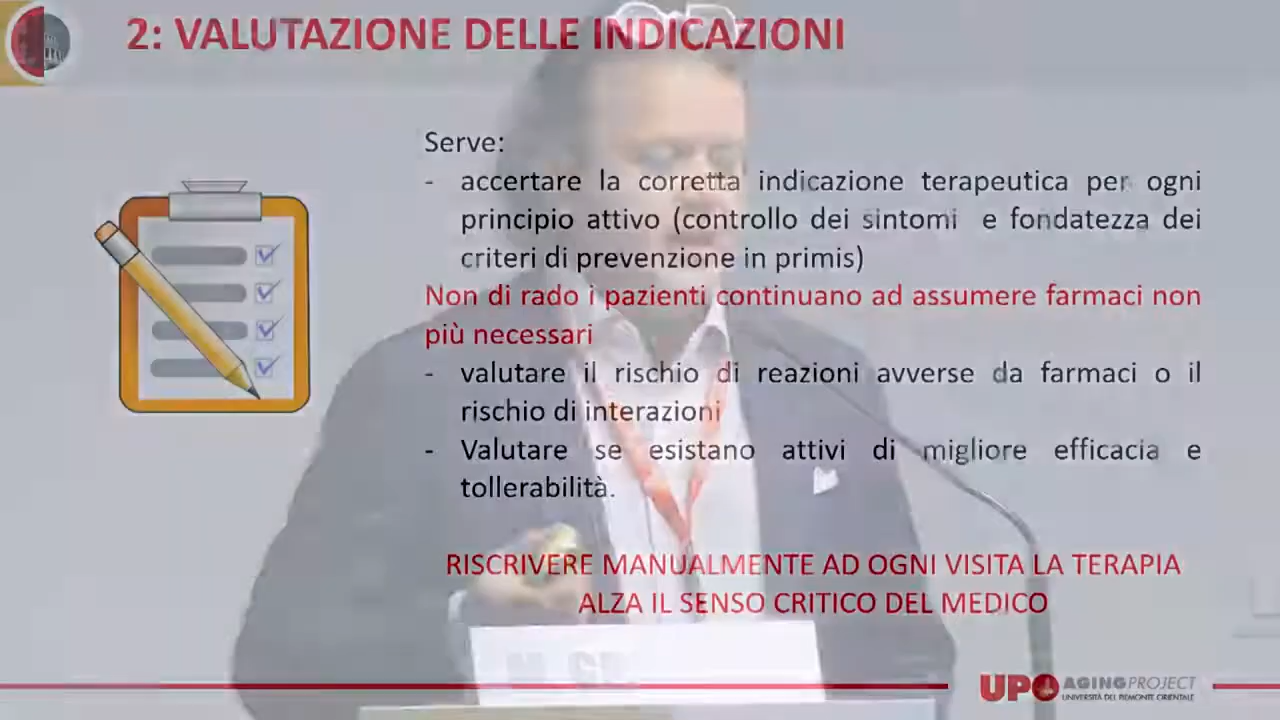 2: VALUTAZIONE DELLE INDICAZIONI
Serve:
- accertare la corretta indicazione terapeutica per ogni
principio attivo (controllo dei sintomi e fondatezza dei
criteri di prevenzione in primis)
Non di rado i pazienti continuano ad assumere farmaci non
più necessari
- valutare il rischio di reazioni avverse da farmaci o il
rischio di interazioni
- Valutare se esistano attivi di migliore efficacia e
tollerabilità.
RISCRIVERE MANUALMENTE AD OGNI VISITA LA TERAPIA
ALZA IL SENSO CRITICO DEL MEDICO
UPO AGINGPROJECT
UNIVERSITÀ DEL PIEMONTE ORIENTALE